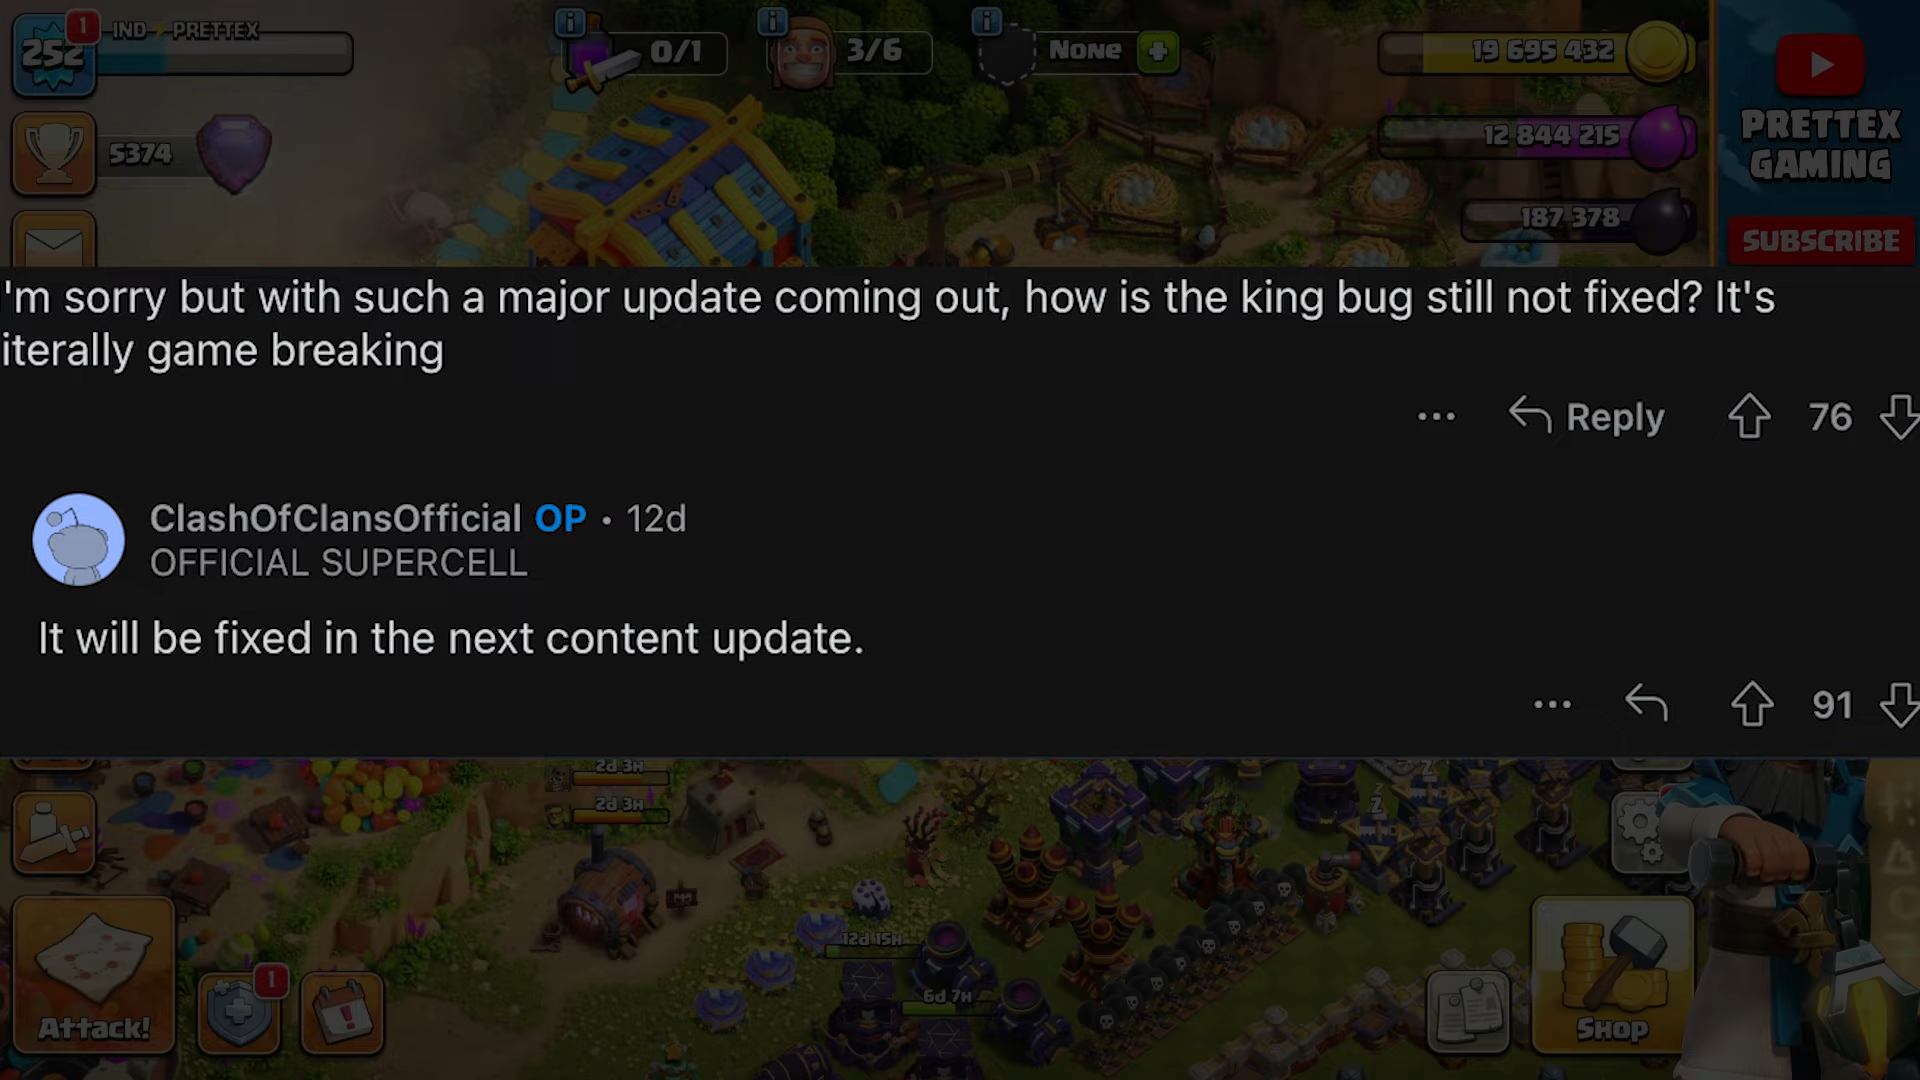 1
252
IND⚡PRETTEX
0/1
3/6
None
19 695 432
5374
12 844 215
187 378
PRETTEX
GAMING
SUBSCRIBE
'm sorry but with such a major update coming out, how is the king bug still not fixed? It's
iterally game breaking
... Reply 76
ClashOfClansOfficial OP • 12d
OFFICIAL SUPERCELL
It will be fixed in the next content update.
... 91
2d 3H
2d 3H
Z
Z
12d 15H
6d 7H
1
Attack!
Shop